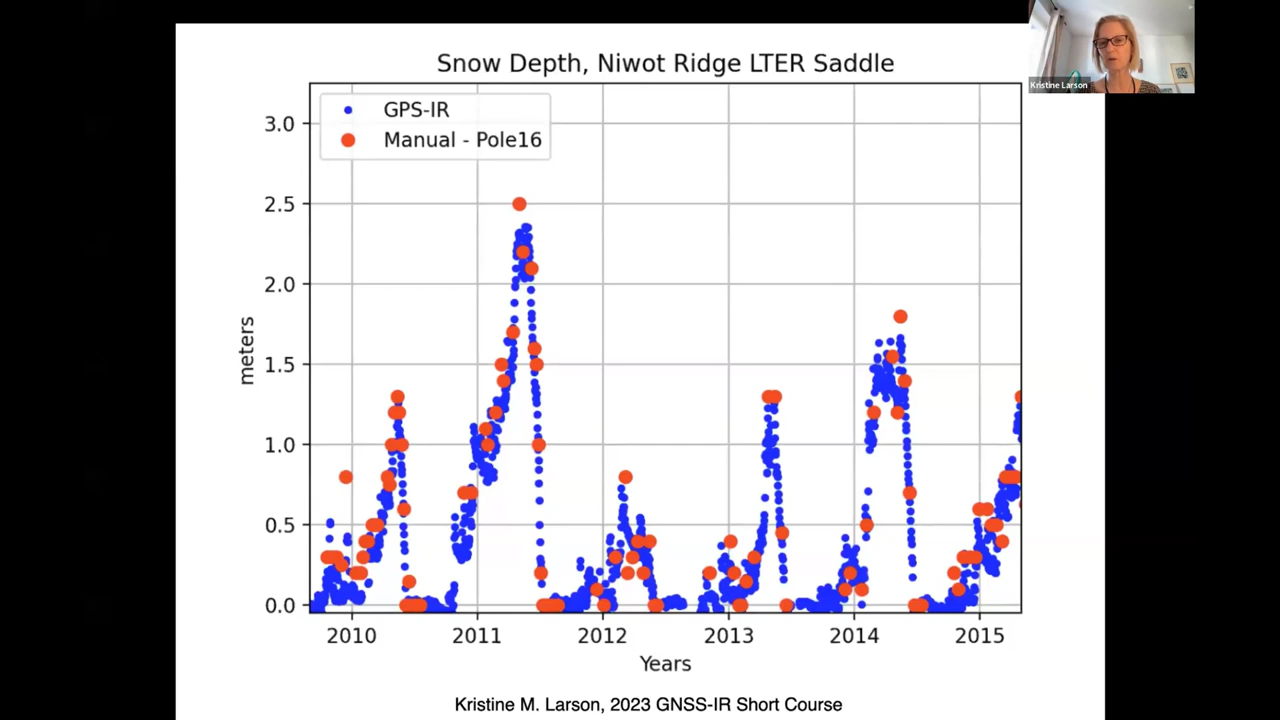 Snow Depth, Niwot Ridge LTER Saddle
Kristine Larson
GPS-IR
Manual - Pole16
3.0
2.5
2.0
1.5
1.0
0.5
0.0
meters
2010 2011 2012 2013 2014 2015
Years
Kristine M. Larson, 2023 GNSS-IR Short Course